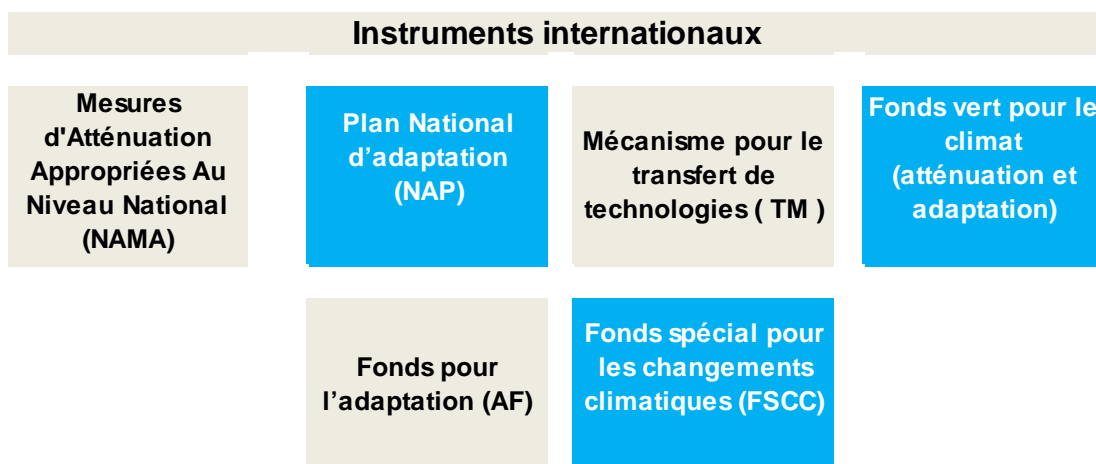 Instruments internationaux
Mesures
d'Atténuation
Appropriées Au
Niveau National
(NAMA)
Plan National
d’adaptation
(NAP)
Mécanisme pour le
transfert de
technologies ( TM )
Fonds vert pour le
climat
(atténuation et
adaptation)
Fonds pour
l’adaptation (AF)
Fonds spécial pour
les changements
climatiques (FSCC)